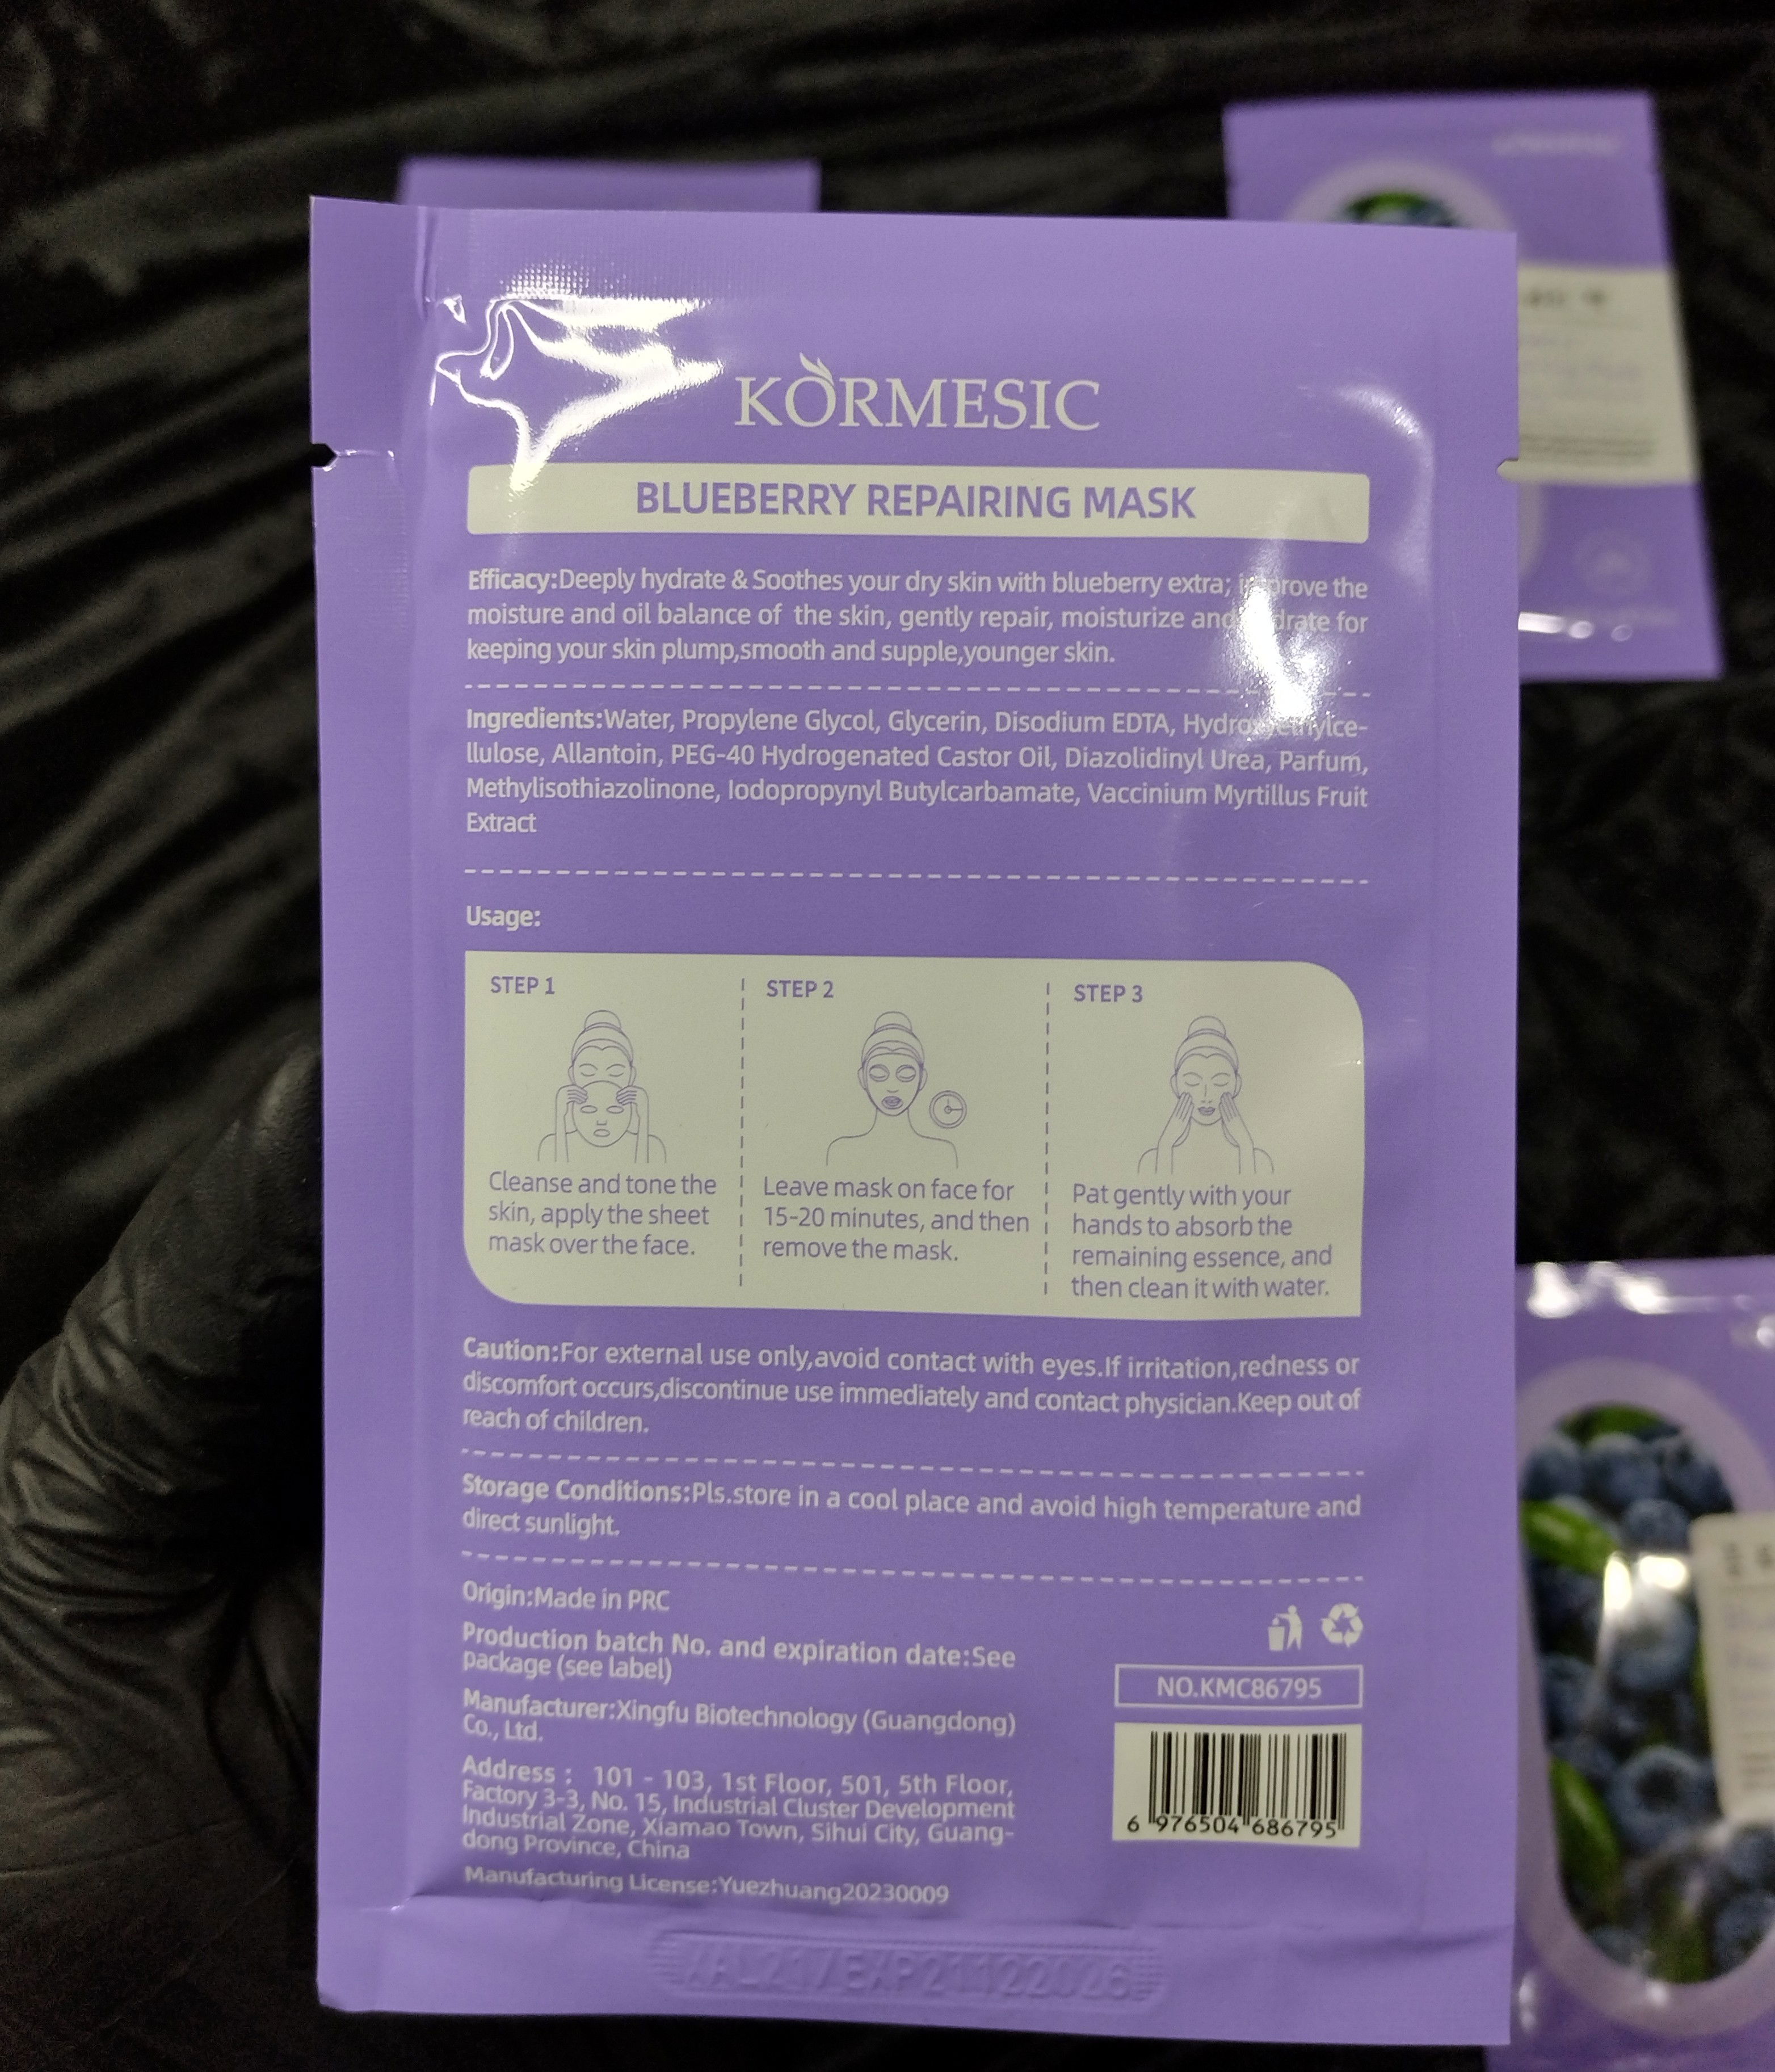 KORMESIC
BLUEBERRY REPAIRING MASK
Efficacy:Deeply hydrate & Soothes your dry skin with blueberry extra; improve the
moisture and oil balance of the skin, gently repair, moisturize and hydrate for
keeping your skin plump,smooth and supple,younger skin.
Ingredients:Water, Propylene Glycol, Glycerin, Disodium EDTA, Hydroxyethylce-
llulose, Allantoin, PEG-40 Hydrogenated Castor Oil, Diazolidinyl Urea, Parfum,
Methylisothiazolinone, Iodopropynyl Butylcarbamate, Vaccinium Myrtillus Fruit
Extract
Usage:
STEP 1
Cleanse and tone the
skin, apply the sheet
mask over the face.
STEP 2
Leave mask on face for
15-20 minutes, and then
remove the mask.
STEP 3
Pat gently with your
hands to absorb the
remaining essence, and
then clean it with water.
Caution:For external use only,avoid contact with eyes.If irritation,redness or
discomfort occurs,discontinue use immediately and contact physician.Keep out of
reach of children.
Storage Conditions:Pls.store in a cool place and avoid high temperature and
direct sunlight.
Origin:Made in PRC
Production batch No. and expiration date:See
package (see label)
Manufacturer:Xingfu Biotechnology (Guangdong)
Co., Ltd.
Address : 101 - 103, 1st Floor, 501, 5th Floor,
Factory 3-3, No. 15, Industrial Cluster Development
Industrial Zone, Xiamao Town, Sihui City, Guang-
dong Province, China
Manufacturing License:Yuezhuang20230009
NO.KMC86795
6 976504 686795
EXP21122026